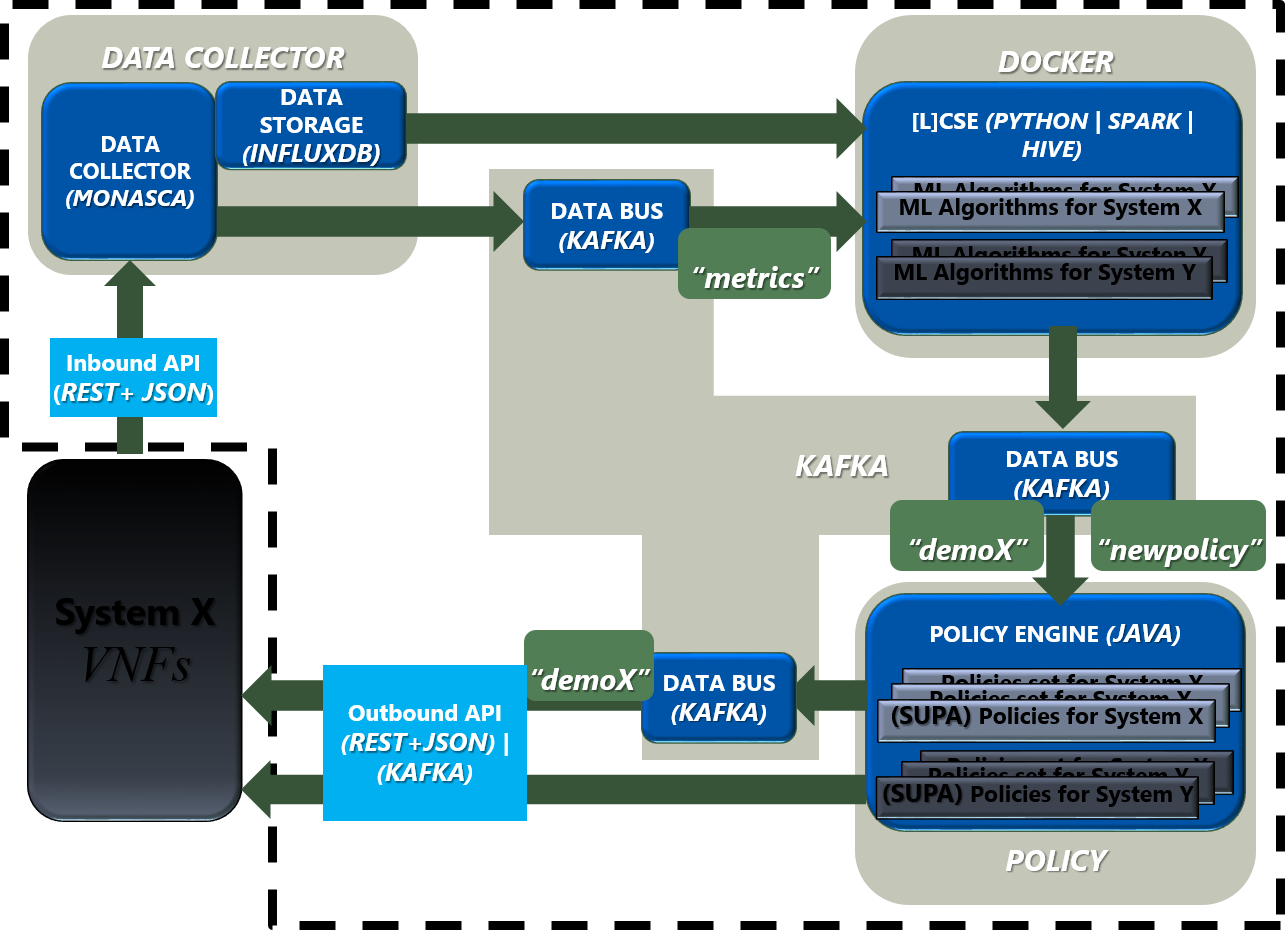 DATA COLLECTOR
DATA
COLLECTOR
(MONASCA)
DATA
STORAGE
(INFLUXDB)
DOCKER
[L]CSE (PYTHON | SPARK |
HIVE)
ML Algorithms for System Y
ML Algorithms for System X
ML Algorithms for System Y
ML Algorithms for System Y
DATA BUS
(KAFKA)
“metrics”
Inbound API
(REST+ JSON)
KAFKA
DATA BUS
(KAFKA)
“demoX”
“newpolicy”
System X
VNFs
POLICY ENGINE (JAVA)
Policies set for System Y
Policies set for System Y
(SUPA) Policies for System X
Policies set for System Y
(SUPA) Policies for System Y
“demoX”
DATA BUS
(KAFKA)
Outbound API
(REST+JSON) |
(KAFKA)
POLICY